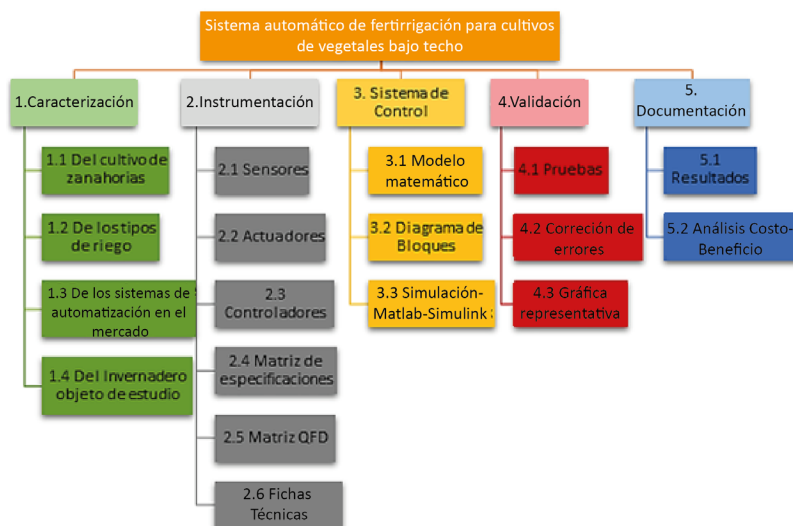 Sistema automático de fertirrigación para cultivos
de vegetales bajo techo
1.Caracterización
1.1 Del cultivo de
zanahorias
1.2 De los tipos de
riego
1.3 De los sistemas de
automatización en el
mercado
1.4 Del Invernadero
objeto de estudio
2.Instrumentación
2.1 Sensores
2.2 Actuadores
2.3
Controladores
2.4 Matriz de
especificaciones
2.5 Matriz QFD
2.6 Fichas
Técnicas
3. Sistema de
Control
3.1 Modelo
matemático
3.2 Diagrama de
Bloques
3.3 Simulación-
Matlab-Simulink
4.Validación
4.1 Pruebas
4.2 Correción de
errores
4.3 Gráfica
representativa
5.
Documentación
5.1
Resultados
5.2 Análisis Costo-
Beneficio